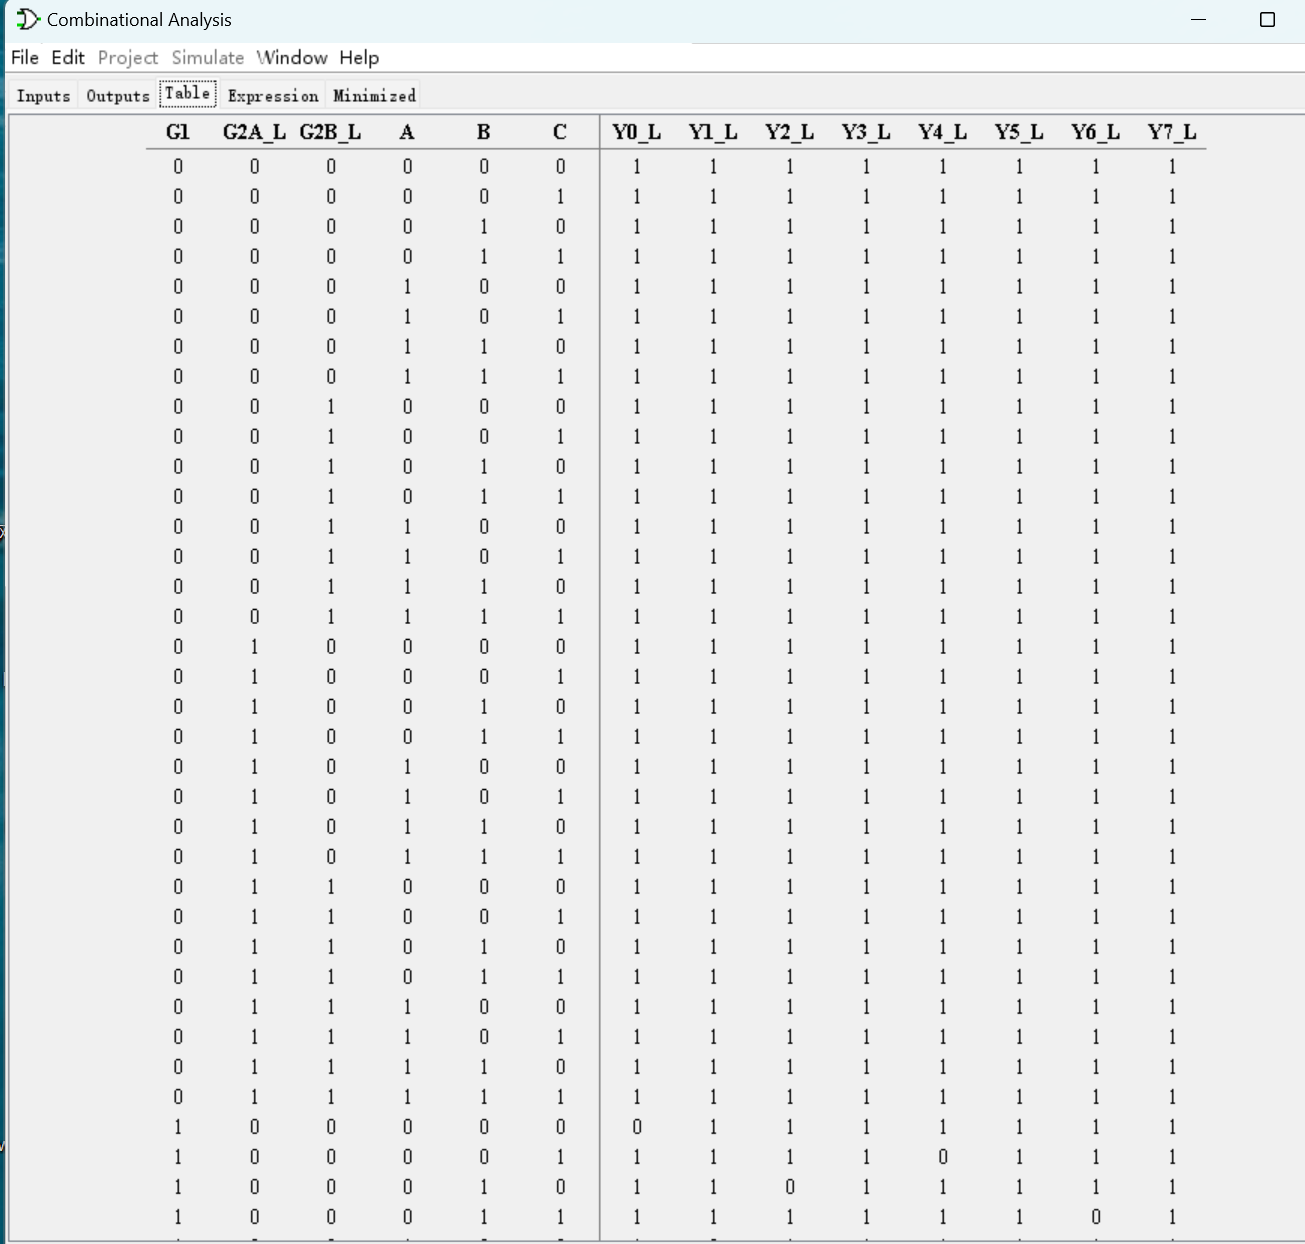 Combinational Analysis
File Edit Project Simulate Window Help
Inputs Outputs Table Expression Minimized
G1 G2A_L G2B_L A B C Y0_L Y1_L Y2_L Y3_L Y4_L Y5_L Y6_L Y7_L
0 0 0 0 0 0 1 1 1 1 1 1 1 1
0 0 0 0 0 1 1 1 1 1 1 1 1 1
0 0 0 0 1 0 1 1 1 1 1 1 1 1
0 0 0 0 1 1 1 1 1 1 1 1 1 1
0 0 0 1 0 0 1 1 1 1 1 1 1 1
0 0 0 1 0 1 1 1 1 1 1 1 1 1
0 0 0 1 1 0 1 1 1 1 1 1 1 1
0 0 0 1 1 1 1 1 1 1 1 1 1 1
0 0 1 0 0 0 1 1 1 1 1 1 1 1
0 0 1 0 0 1 1 1 1 1 1 1 1 1
0 0 1 0 1 0 1 1 1 1 1 1 1 1
0 0 1 0 1 1 1 1 1 1 1 1 1 1
0 0 1 1 0 0 1 1 1 1 1 1 1 1
0 0 1 1 0 1 1 1 1 1 1 1 1 1
0 0 1 1 1 0 1 1 1 1 1 1 1 1
0 0 1 1 1 1 1 1 1 1 1 1 1 1
0 1 0 0 0 0 1 1 1 1 1 1 1 1
0 1 0 0 0 1 1 1 1 1 1 1 1 1
0 1 0 0 1 0 1 1 1 1 1 1 1 1
0 1 0 0 1 1 1 1 1 1 1 1 1 1
0 1 0 1 0 0 1 1 1 1 1 1 1 1
0 1 0 1 0 1 1 1 1 1 1 1 1 1
0 1 0 1 1 0 1 1 1 1 1 1 1 1
0 1 0 1 1 1 1 1 1 1 1 1 1 1
0 1 1 0 0 0 1 1 1 1 1 1 1 1
0 1 1 0 0 1 1 1 1 1 1 1 1 1
0 1 1 0 1 0 1 1 1 1 1 1 1 1
0 1 1 0 1 1 1 1 1 1 1 1 1 1
0 1 1 1 0 0 1 1 1 1 1 1 1 1
0 1 1 1 0 1 1 1 1 1 1 1 1 1
0 1 1 1 1 0 1 1 1 1 1 1 1 1
0 1 1 1 1 1 1 1 1 1 1 1 1 1
1 0 0 0 0 0 0 1 1 1 1 1 1 1
1 0 0 0 0 1 1 1 1 1 0 1 1 1
1 0 0 0 1 0 1 1 0 1 1 1 1 1
1 0 0 0 1 1 1 1 1 1 1 1 0 1